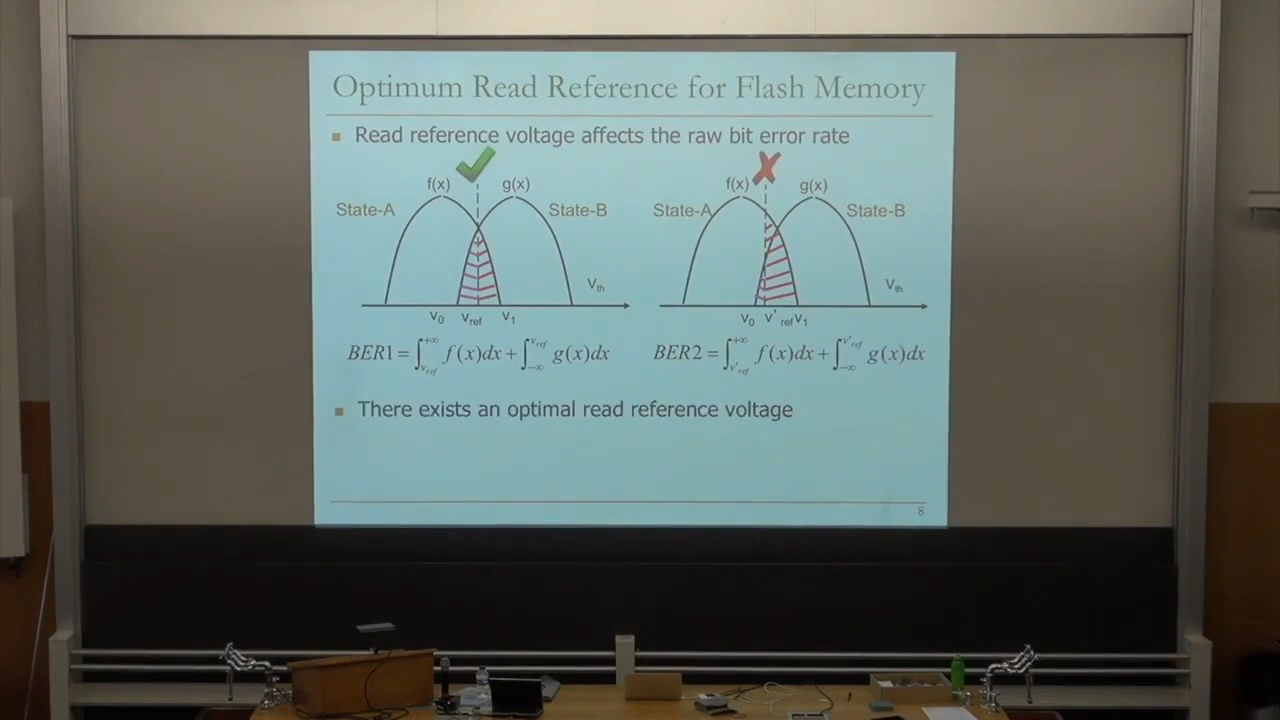 Optimum Read Reference for Flash Memory
Read reference voltage affects the raw bit error rate
f(x) g(x)
State-A State-B
Vth
v0 vref v1
BER1 = ∫_{vref}^{+∞} f(x)dx + ∫_{-∞}^{vref} g(x)dx
f(x) g(x)
State-A State-B
Vth
v0 v'ref v1
BER2 = ∫_{v'ref}^{+∞} f(x)dx + ∫_{-∞}^{v'ref} g(x)dx
There exists an optimal read reference voltage
8